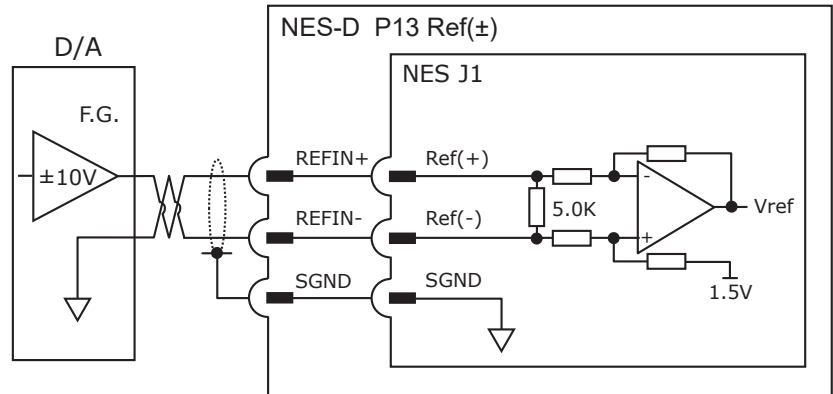 NES-D P13 Ref(±)
D/A
NES J1
F.G.
±10V
REFIN+
Ref(+)
-
5.0K
Vref
REFIN-
Ref(-)
+
1.5V
SGND
SGND